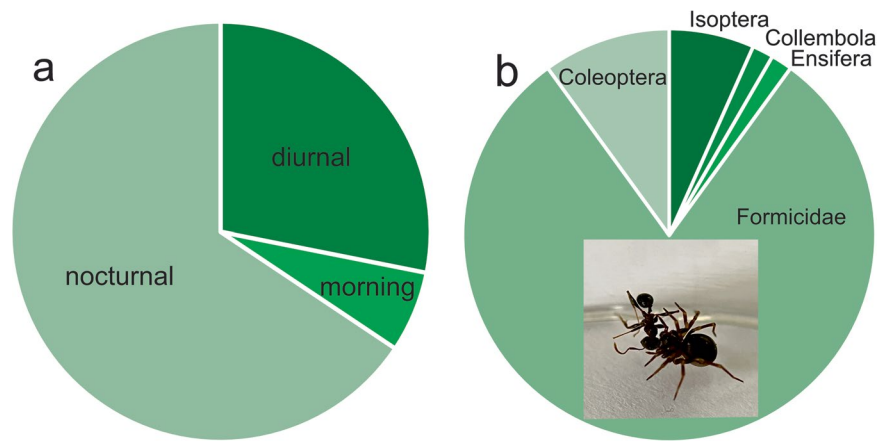 a
diurnal
morning
nocturnal
b
Isoptera
Collembola
Ensifera
Coleoptera
Formicidae